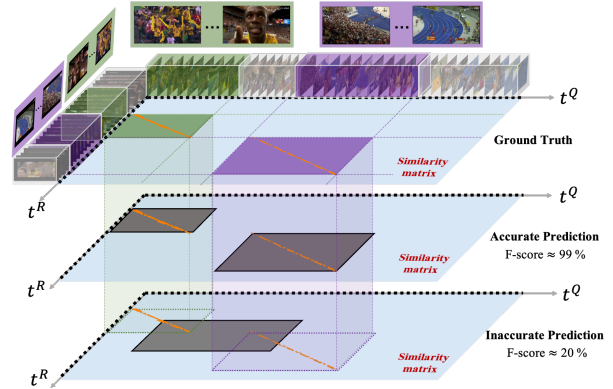 ...
...
...
...
t^Q
Ground Truth
Similarity
matrix
t^R
t^Q
Accurate Prediction
F-score ≈ 99 %
Similarity
matrix
t^R
t^Q
Inaccurate Prediction
F-score ≈ 20 %
Similarity
matrix
t^R